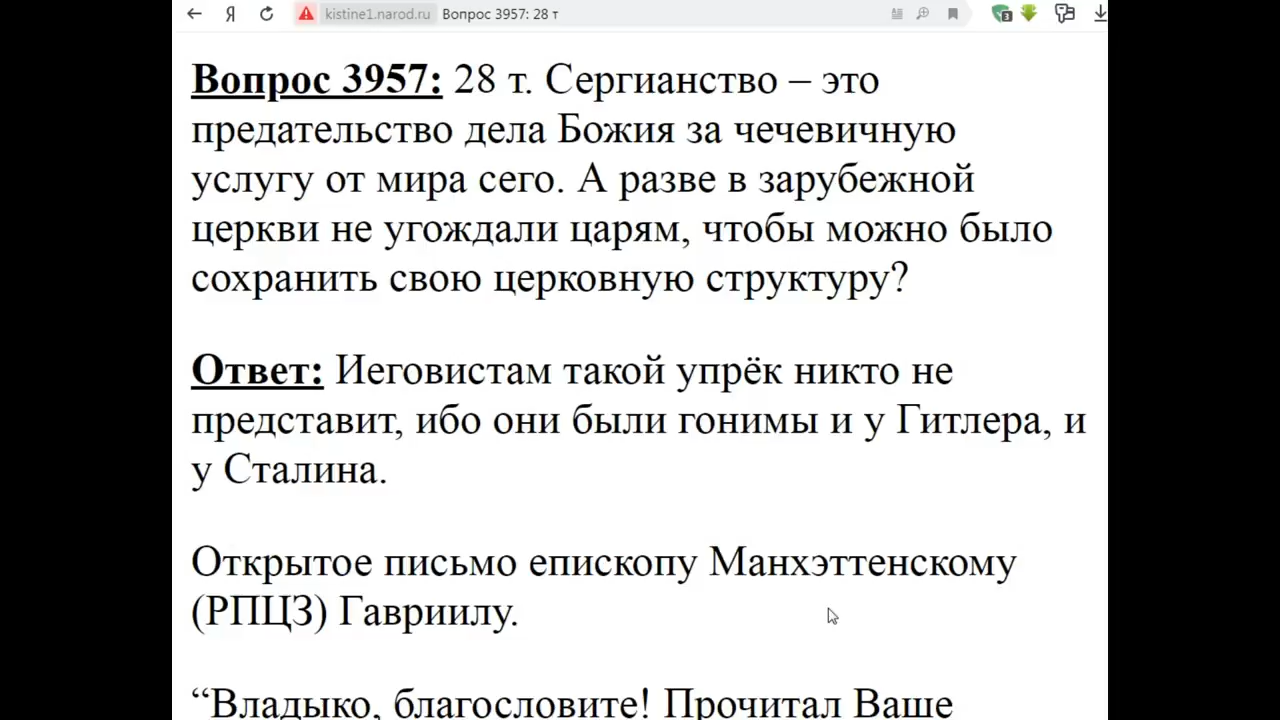 kistine1.narod.ru Вопрос 3957: 28 т
Вопрос 3957: 28 т. Сергианство – это
предательство дела Божия за чечевичную
услугу от мира сего. А разве в зарубежной
церкви не угождали царям, чтобы можно было
сохранить свою церковную структуру?
Ответ: Иеговистам такой упрёк никто не
представит, ибо они были гонимы и у Гитлера, и
у Сталина.
Открытое письмо епископу Манхэттенскому
(РПЦЗ) Гавриилу.
“Владыко, благословите! Прочитал Ваше